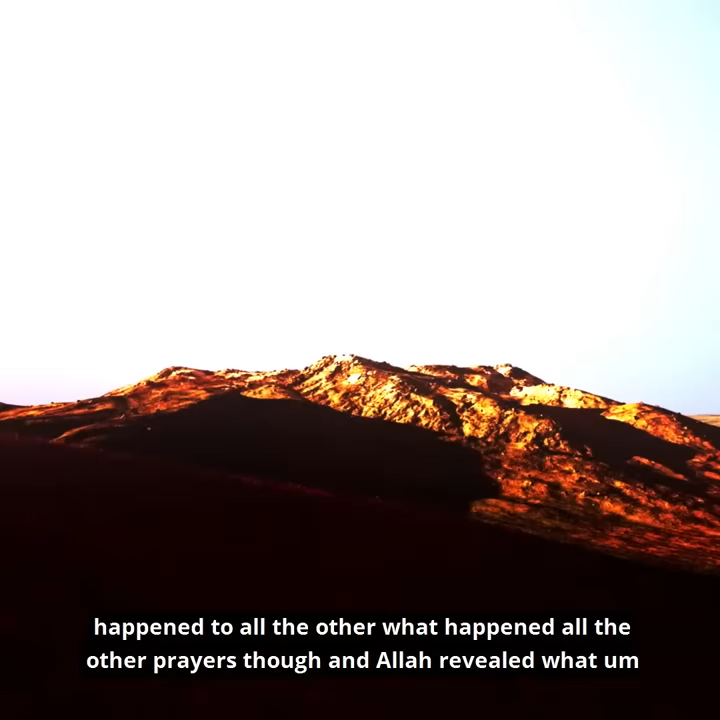 happened to all the other what happened all the
other prayers though and Allah revealed what um